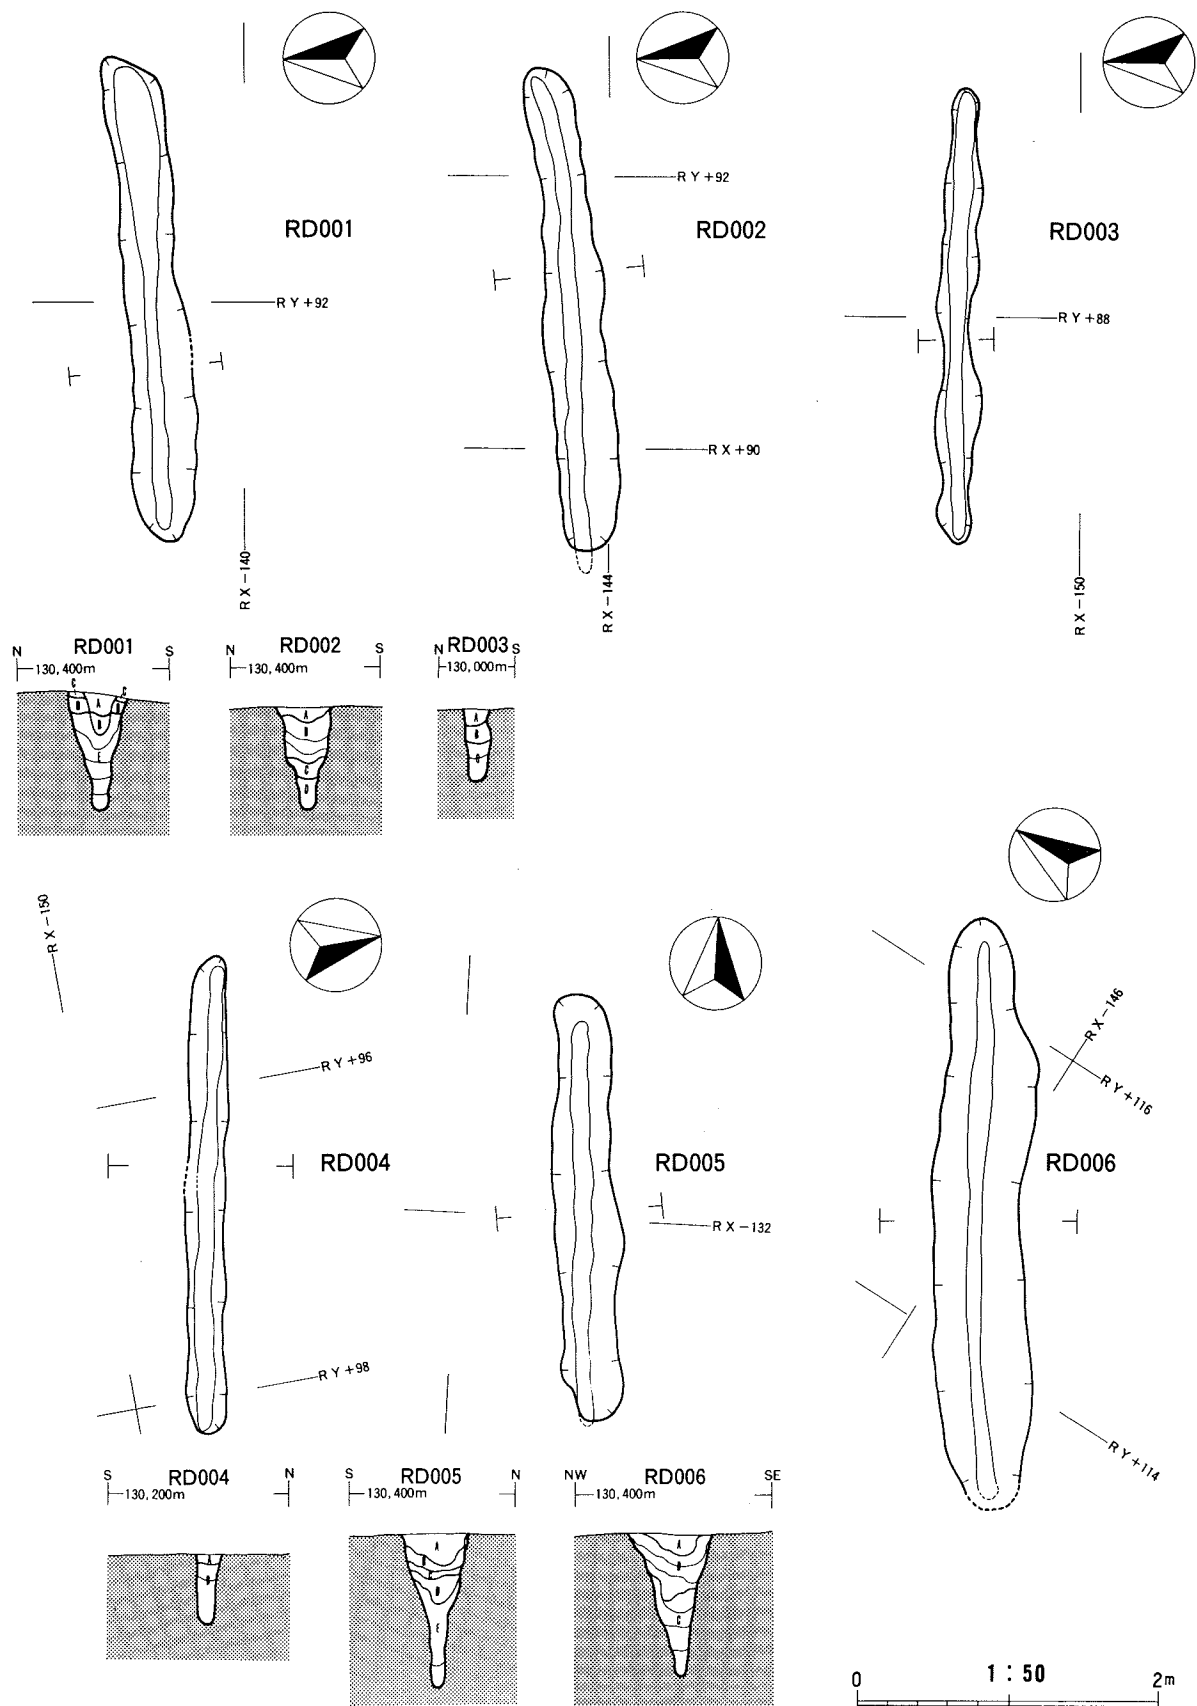 RD001
RY+92
RX−140
RY+92
RD002
RX+90
RX−144
RD003
RY+88
RX−150
N RD001 S
130,400m
C C
A
B B
D
E
N RD002 S
130,400m
A
B
C
D
N RD003 S
130,000m
A
B
C
RX−150
RY+96
RD004
RY+98
RD005
RX−132
RX−146
RY+116
RD006
RY+114
S RD004 N
130,200m
A
B
S RD005 N
130,400m
A
B
C
D
E
NW RD006 SE
130,400m
A
B
C
1:50
0 2m